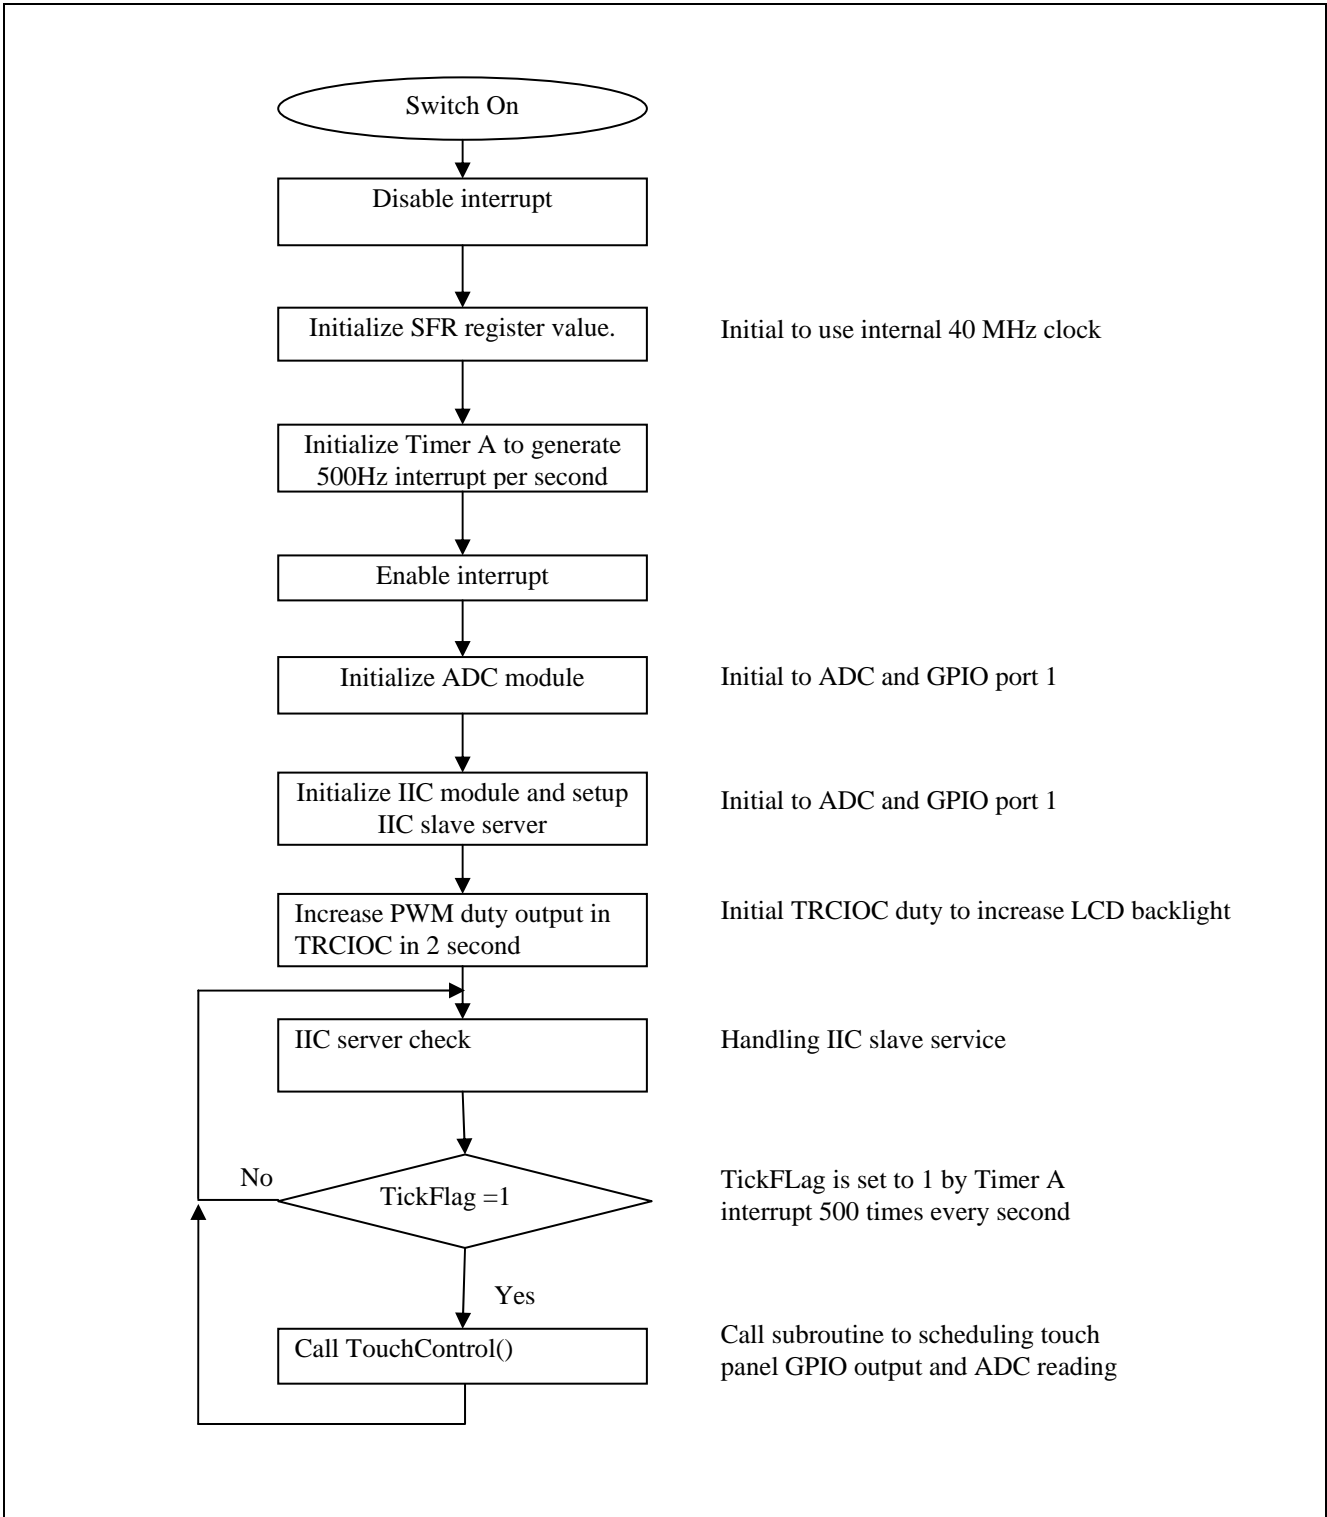 Switch On
Disable interrupt
Initialize SFR register value.
Initial to use internal 40 MHz clock
Initialize Timer A to generate
500Hz interrupt per second
Enable interrupt
Initialize ADC module
Initial to ADC and GPIO port 1
Initialize IIC module and setup
IIC slave server
Initial to ADC and GPIO port 1
Increase PWM duty output in
TRCIOC in 2 second
Initial TRCIOC duty to increase LCD backlight
IIC server check
Handling IIC slave service
No
TickFlag =1
TickFLag is set to 1 by Timer A
interrupt 500 times every second
Yes
Call TouchControl()
Call subroutine to scheduling touch
panel GPIO output and ADC reading